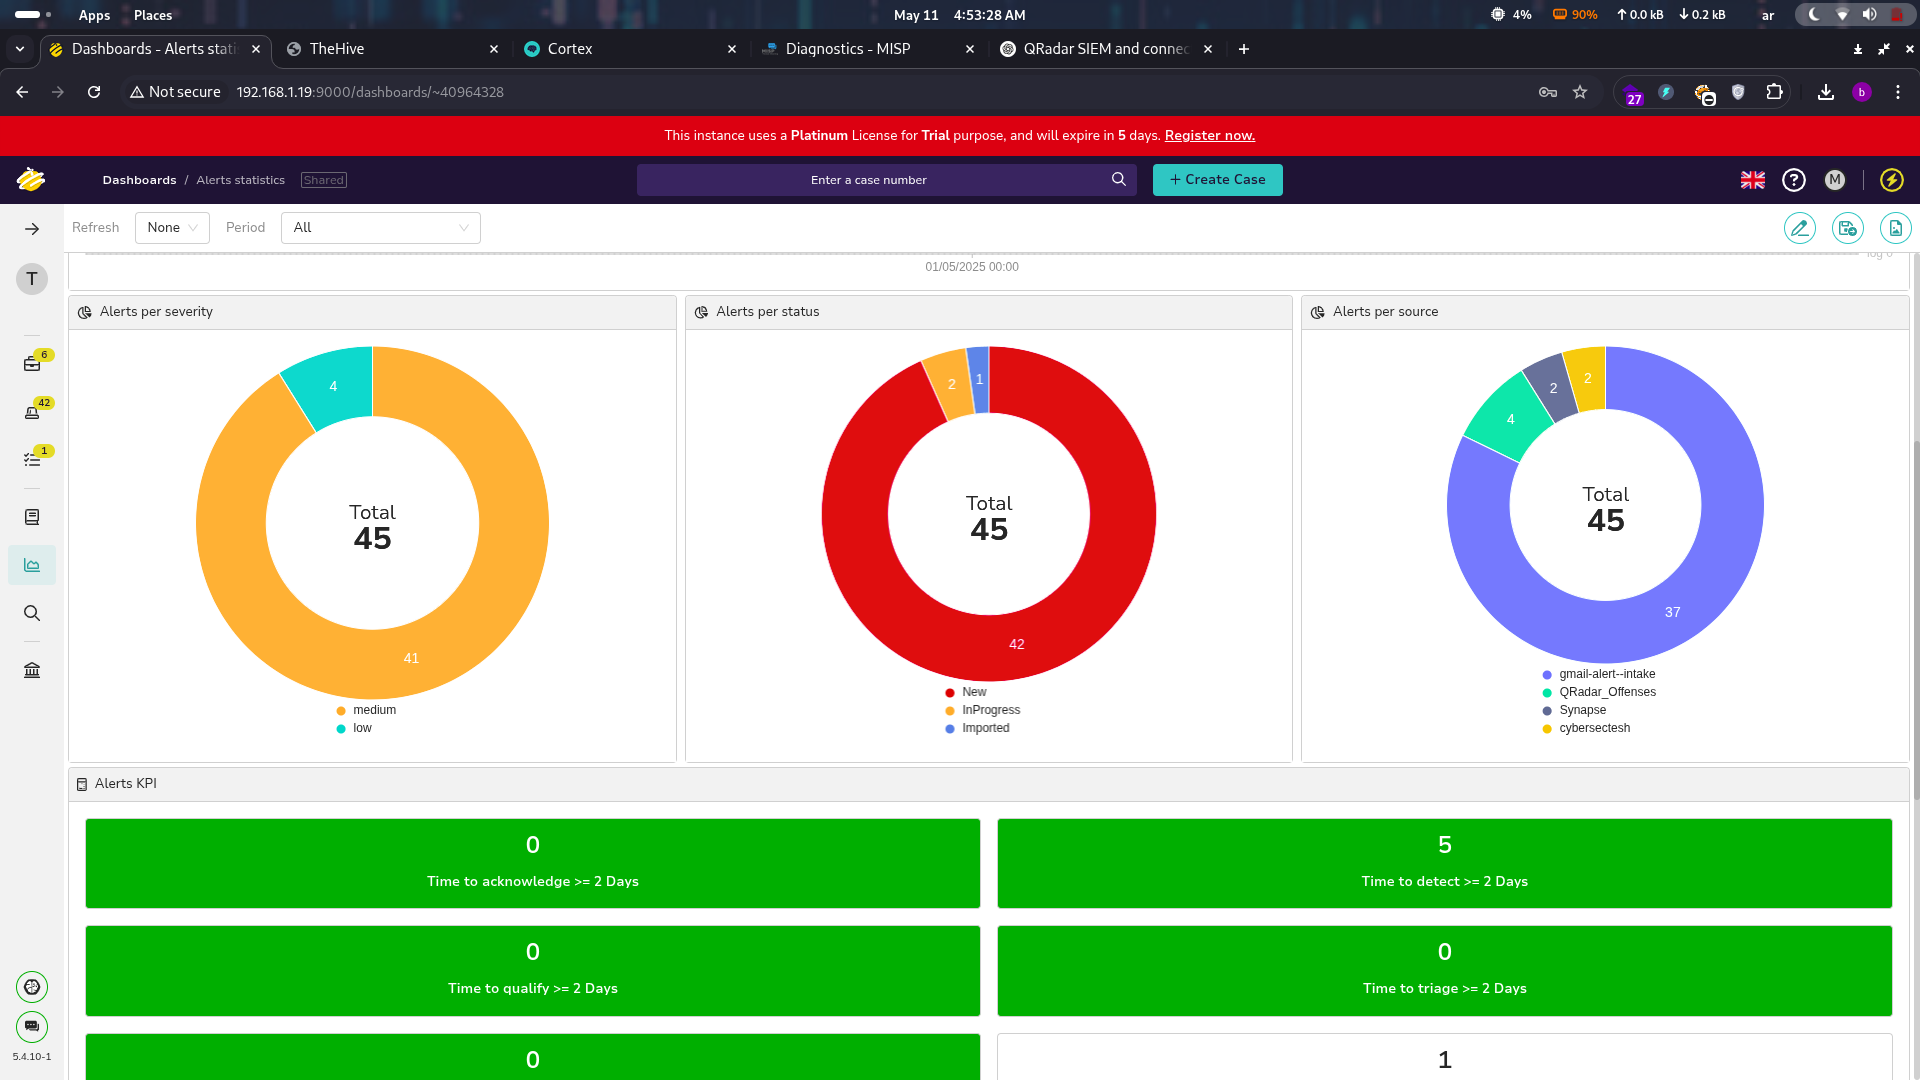 Apps Places May 11 4:53:28 AM 4% 90% 0.0 kB 0.2 kB ar
Dashboards - Alerts stati TheHive Cortex Diagnostics - MISP QRadar SIEM and connec
Not secure 192.168.1.19:9000/dashboards/~40964328 27 b
This instance uses a Platinum License for Trial purpose, and will expire in 5 days. Register now.
Dashboards / Alerts statistics Shared Enter a case number + Create Case M
Refresh None Period All
T
01/05/2025 00:00 log 0
Alerts per severity
4
Total
45
41
medium
low
Alerts per status
2 1
Total
45
42
New
InProgress
Imported
Alerts per source
4 2 2
Total
45
37
gmail-alert--intake
QRadar_Offenses
Synapse
cybersectesh
6
42
1
Alerts KPI
0
Time to acknowledge >= 2 Days
5
Time to detect >= 2 Days
0
Time to qualify >= 2 Days
0
Time to triage >= 2 Days
0
1
5.4.10-1